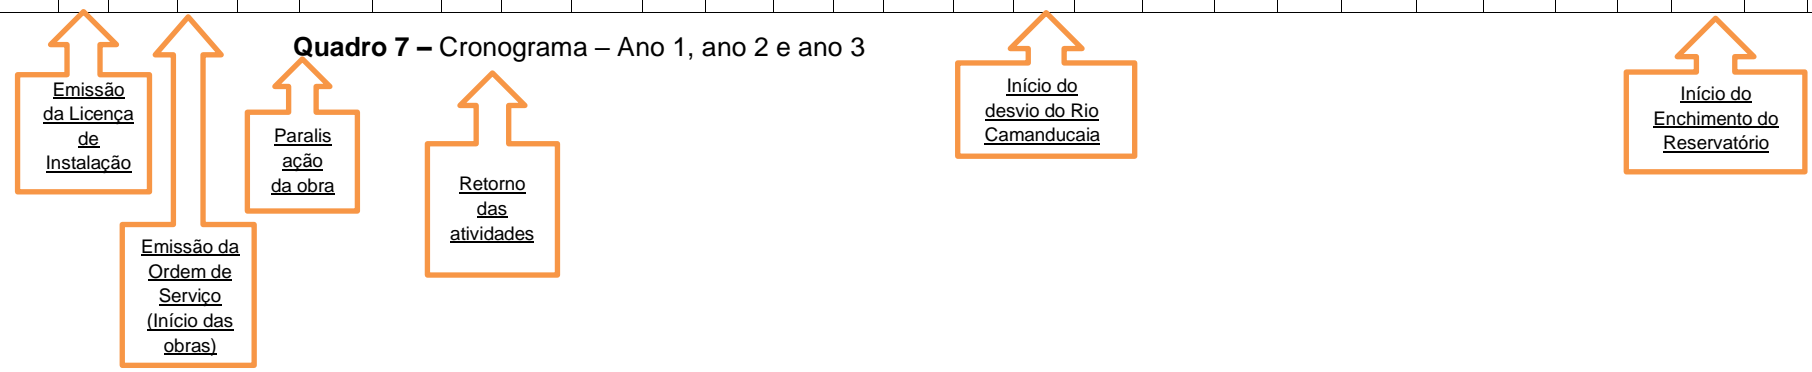 Quadro 7 – Cronograma – Ano 1, ano 2 e ano 3
Emissão
da Licença
de
Instalação
Emissão da
Ordem de
Serviço
(Início das
obras)
Paralis
ação
da obra
Retorno
das
atividades
Início do
desvio do Rio
Camanducaia
Início do
Enchimento do
Reservatório